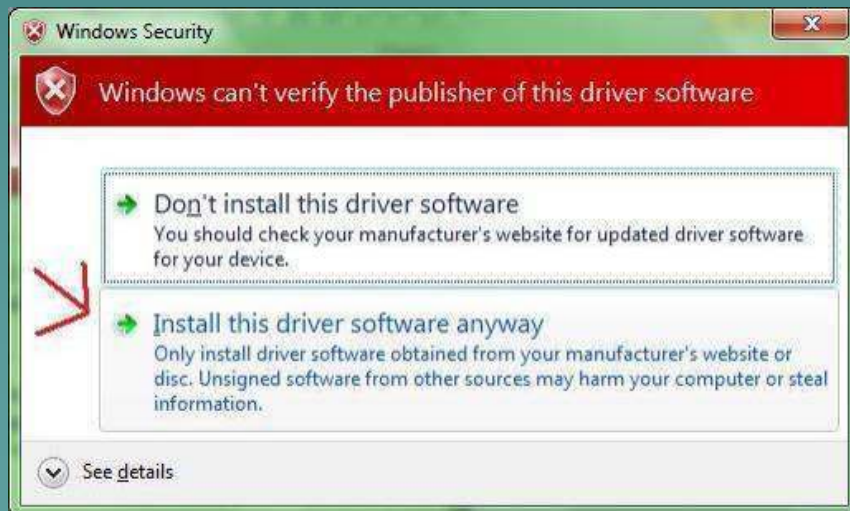 Windows Security
Windows can't verify the publisher of this driver software
Don't install this driver software
You should check your manufacturer's website for updated driver software
for your device.
Install this driver software anyway
Only install driver software obtained from your manufacturer's website or
disc. Unsigned software from other sources may harm your computer or steal
information.
See details